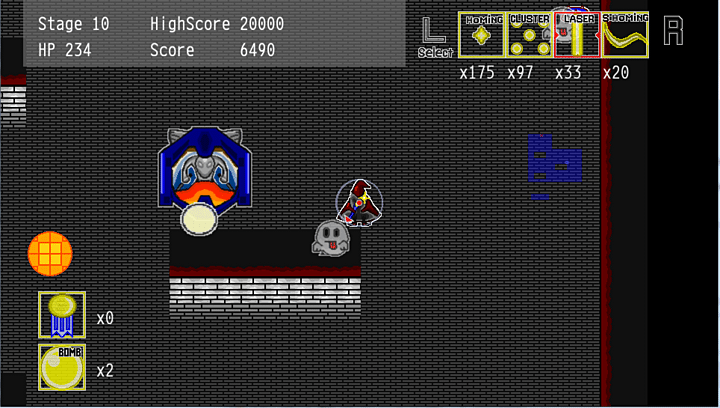 Stage 10 HighScore 20000
HP 234 Score 6490
L
Select
HOMING
CLUSTER
LASER
R
x175 x97 x33 x20
x0
BOMB
x2